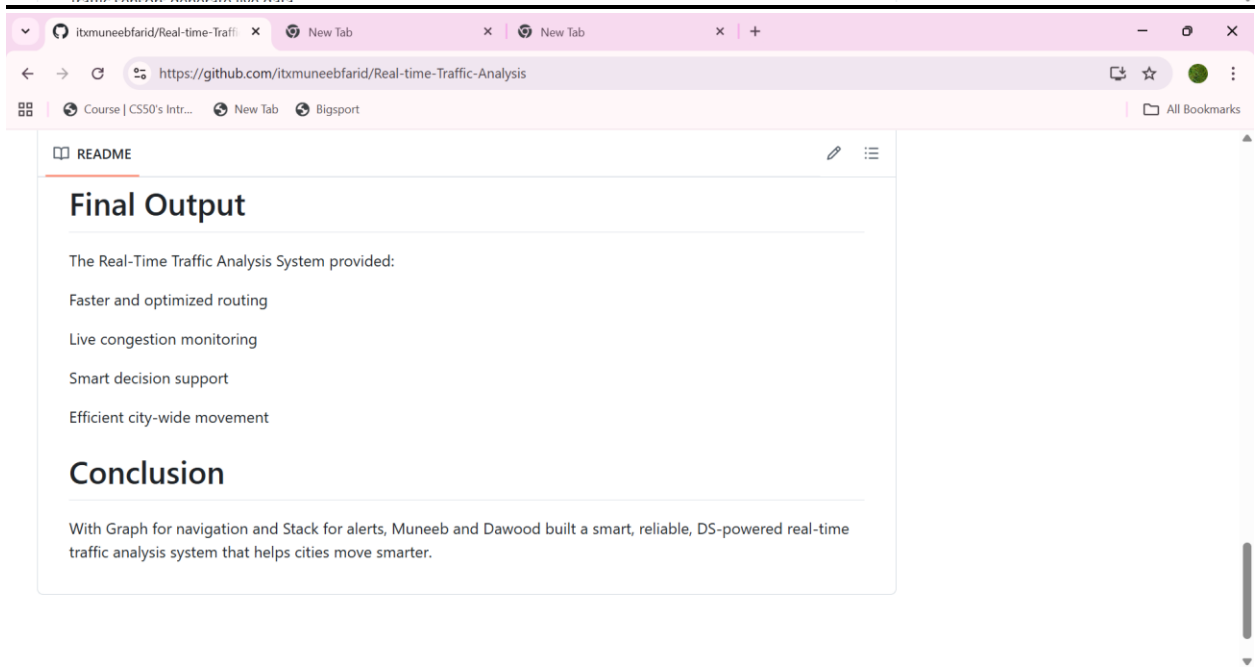 itxmuneebfarid/Real-time-Traffi
New Tab
New Tab
https://github.com/itxmuneebfarid/Real-time-Traffic-Analysis
Course | CS50's Intr...
New Tab
Bigsport
All Bookmarks
README
Final Output
The Real-Time Traffic Analysis System provided:
Faster and optimized routing
Live congestion monitoring
Smart decision support
Efficient city-wide movement
Conclusion
With Graph for navigation and Stack for alerts, Muneeb and Dawood built a smart, reliable, DS-powered real-time
traffic analysis system that helps cities move smarter.